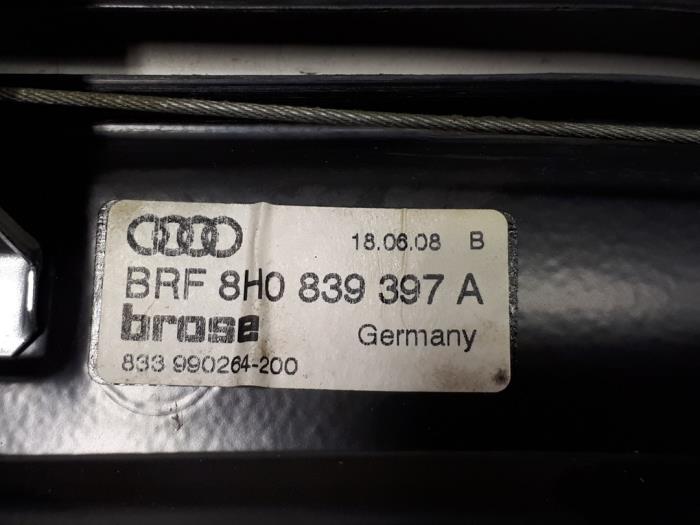 18.06.08 B
BRF 8H0 839 397 A
brose Germany
833 990264-200